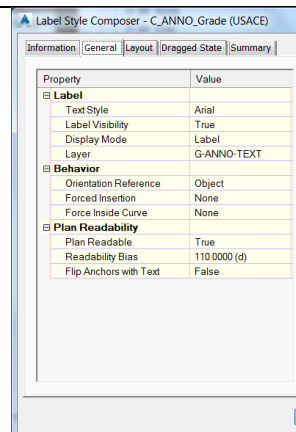 Label Style Composer - C_ANNO_Grade (USACE)
Information General Layout Dragged State Summary
Property Value
Label
Text Style Arial
Label Visibility True
Display Mode Label
Layer G-ANNO-TEXT
Behavior
Orientation Reference Object
Forced Insertion None
Force Inside Curve None
Plan Readability
Plan Readable True
Readability Bias 110.0000 (d)
Flip Anchors with Text False